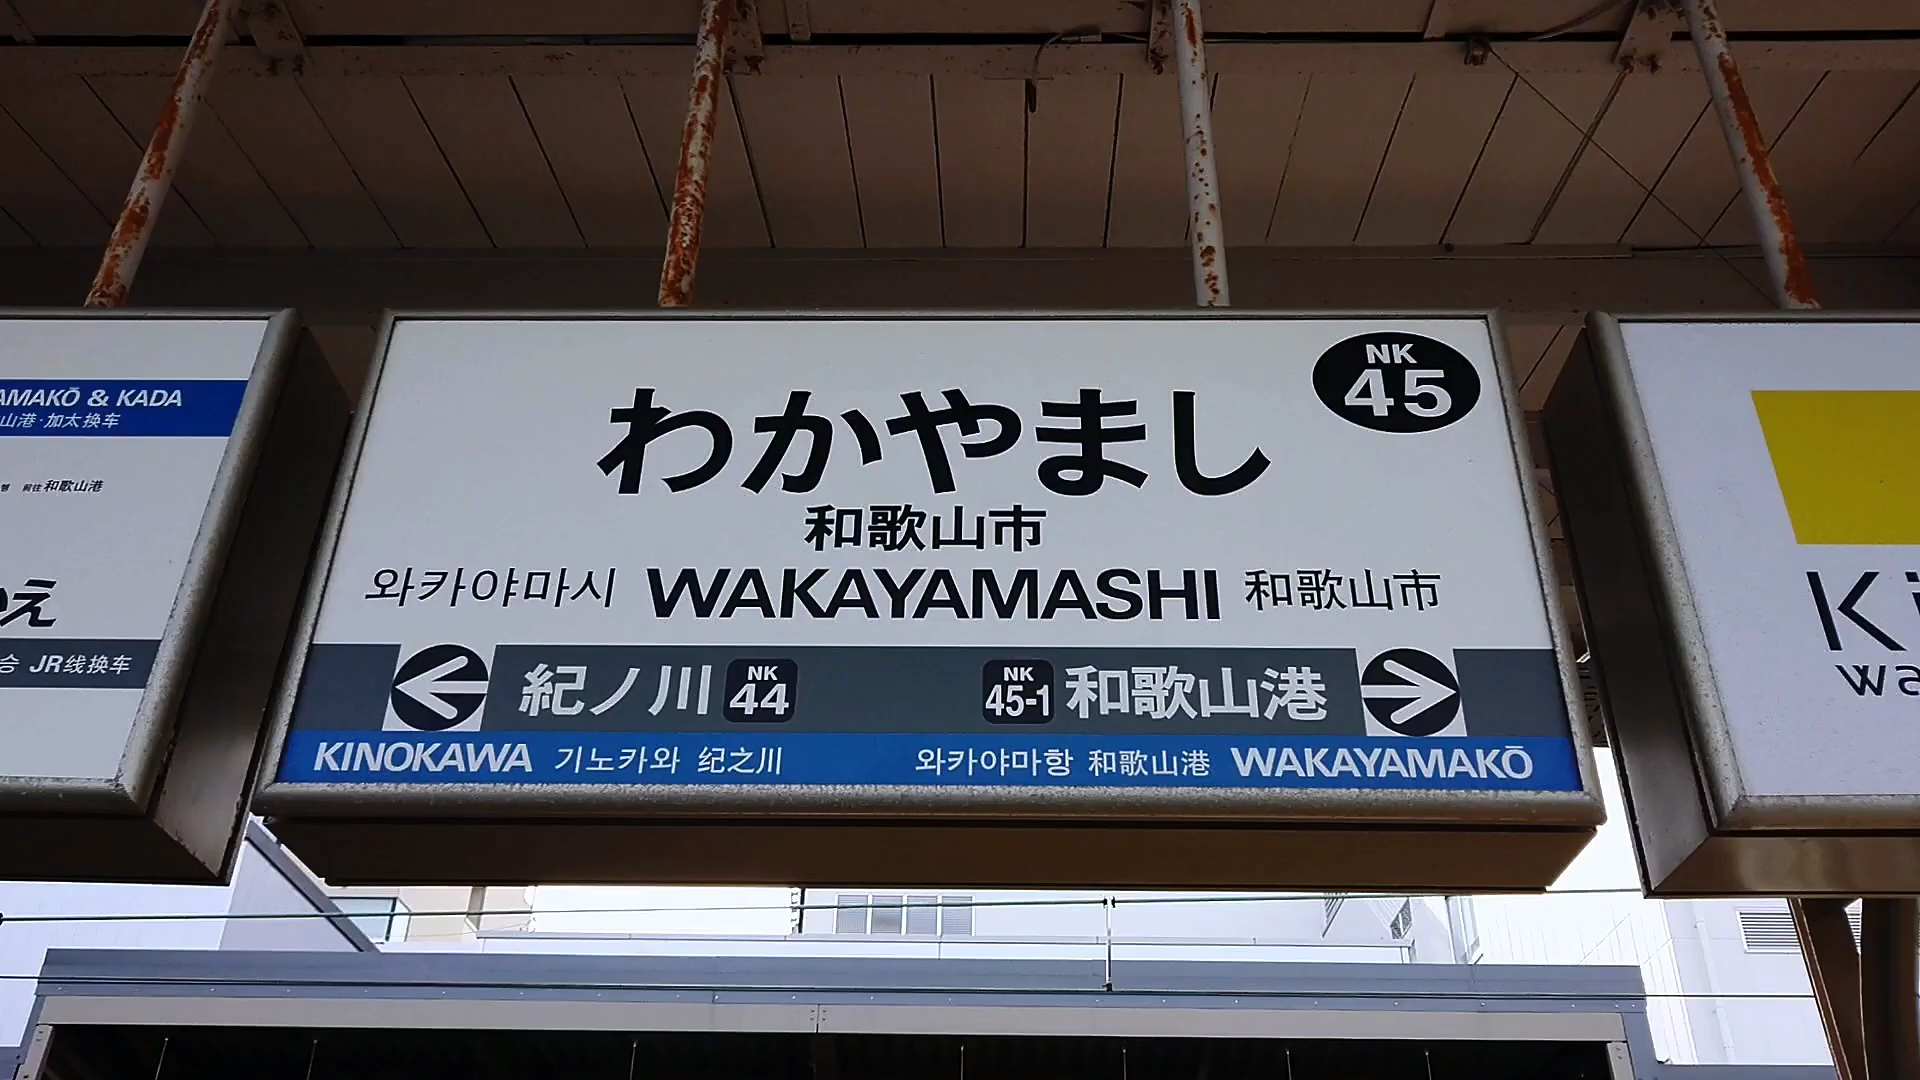 AMAKŌ & KADA
山港·加太换车
前往 和歌山港
え
JR线换车
NK
45
わかやまし
和歌山市
와카야마시 WAKAYAMASHI 和歌山市
紀ノ川 NK 44 NK 45-1 和歌山港
KINOKAWA 기노카와 纪之川 와카야마항 和歌山港 WAKAYAMAKŌ
Ki
wa